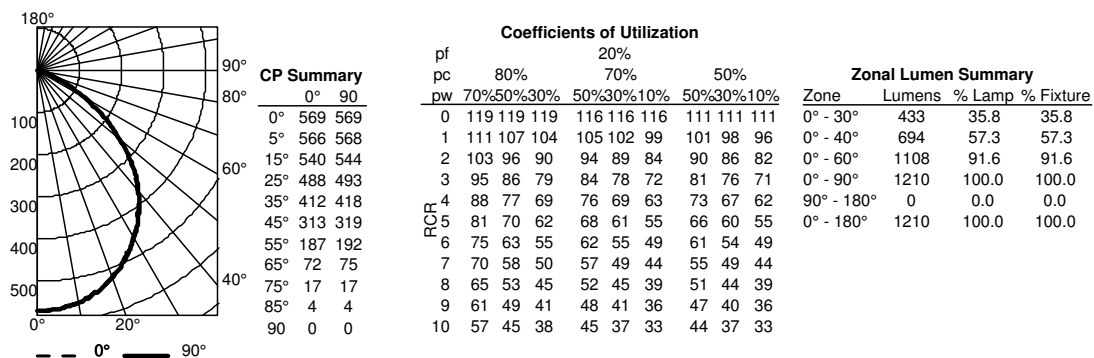 180°
90°
80°
60°
40°
100
200
300
400
500
0° 20°
0° 90°
CP Summary
0° 90
0° 569 569
5° 566 568
15° 540 544
25° 488 493
35° 412 418
45° 313 319
55° 187 192
65° 72 75
75° 17 17
85° 4 4
90 0 0
Coefficients of Utilization
pf 20%
pc 80% 70% 50%
pw 70%50%30% 50%30%10% 50%30%10%
RCR
0 119 119 119 116 116 116 111 111 111
1 111 107 104 105 102 99 101 98 96
2 103 96 90 94 89 84 90 86 82
3 95 86 79 84 78 72 81 76 71
4 88 77 69 76 69 63 73 67 62
5 81 70 62 68 61 55 66 60 55
6 75 63 55 62 55 49 61 54 49
7 70 58 50 57 49 44 55 49 44
8 65 53 45 52 45 39 51 44 39
9 61 49 41 48 41 36 47 40 36
10 57 45 38 45 37 33 44 37 33
Zonal Lumen Summary
Zone Lumens % Lamp % Fixture
0° - 30° 433 35.8 35.8
0° - 40° 694 57.3 57.3
0° - 60° 1108 91.6 91.6
0° - 90° 1210 100.0 100.0
90° - 180° 0 0.0 0.0
0° - 180° 1210 100.0 100.0